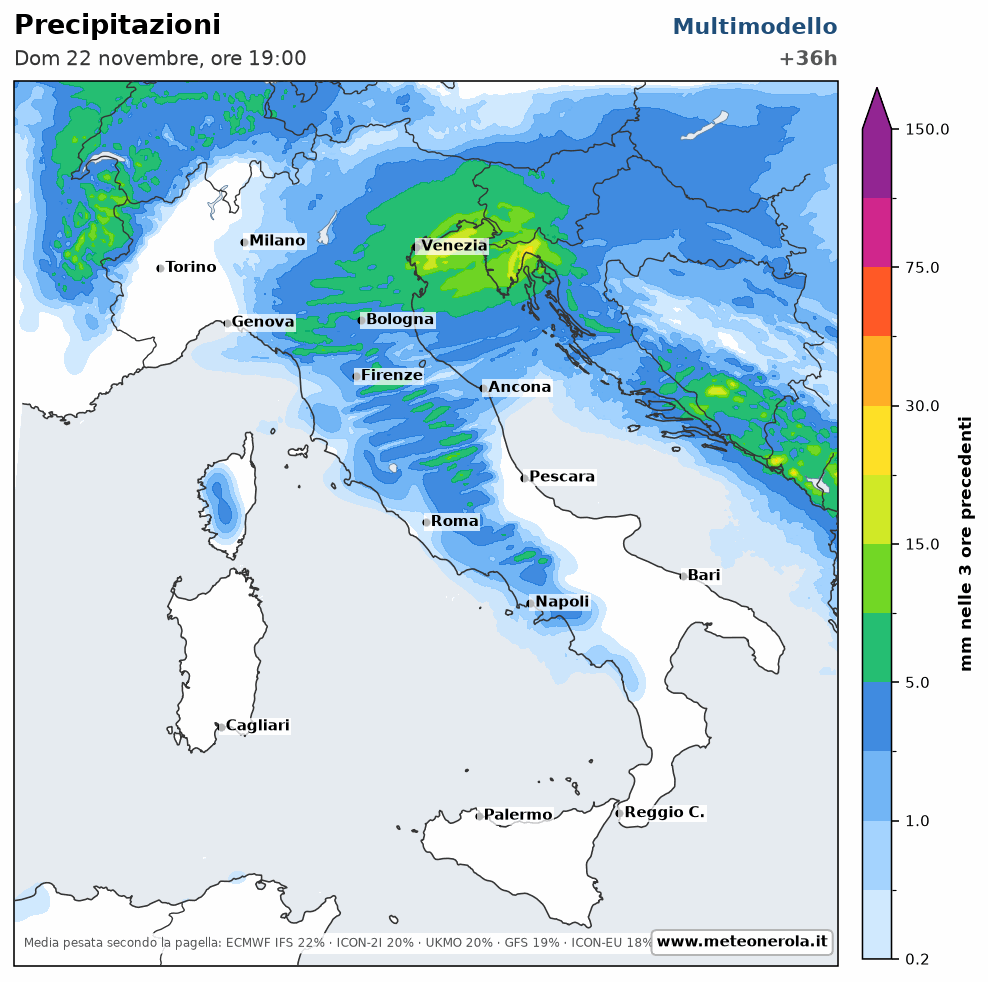 Precipitazioni
Multimodello
Dom 22 novembre, ore 19:00
+36h
150.0
75.0
30.0
15.0
5.0
1.0
0.2
mm nelle 3 ore precedenti
Milano
Venezia
Torino
Genova
Bologna
Firenze
Ancona
Pescara
Roma
Bari
Napoli
Cagliari
Palermo
Reggio C.
Media pesata secondo la pagella: ECMWF IFS 22% · ICON-2I 20% · UKMO 20% · GFS 19% · ICON-EU 18%
www.meteonerola.it